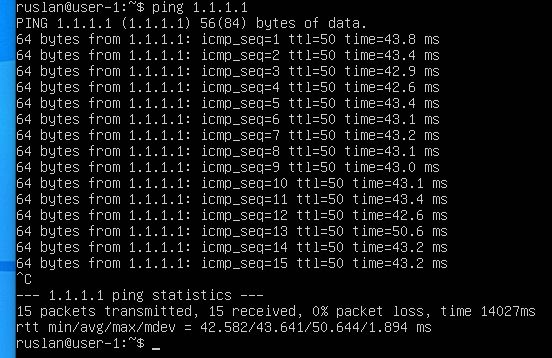 ruslan@user-1:~$ ping 1.1.1.1
PING 1.1.1.1 (1.1.1.1) 56(84) bytes of data.
64 bytes from 1.1.1.1: icmp_seq=1 ttl=50 time=43.8 ms
64 bytes from 1.1.1.1: icmp_seq=2 ttl=50 time=43.4 ms
64 bytes from 1.1.1.1: icmp_seq=3 ttl=50 time=42.9 ms
64 bytes from 1.1.1.1: icmp_seq=4 ttl=50 time=42.6 ms
64 bytes from 1.1.1.1: icmp_seq=5 ttl=50 time=43.4 ms
64 bytes from 1.1.1.1: icmp_seq=6 ttl=50 time=43.1 ms
64 bytes from 1.1.1.1: icmp_seq=7 ttl=50 time=43.2 ms
64 bytes from 1.1.1.1: icmp_seq=8 ttl=50 time=43.1 ms
64 bytes from 1.1.1.1: icmp_seq=9 ttl=50 time=43.0 ms
64 bytes from 1.1.1.1: icmp_seq=10 ttl=50 time=43.1 ms
64 bytes from 1.1.1.1: icmp_seq=11 ttl=50 time=43.4 ms
64 bytes from 1.1.1.1: icmp_seq=12 ttl=50 time=42.6 ms
64 bytes from 1.1.1.1: icmp_seq=13 ttl=50 time=50.6 ms
64 bytes from 1.1.1.1: icmp_seq=14 ttl=50 time=43.2 ms
64 bytes from 1.1.1.1: icmp_seq=15 ttl=50 time=43.2 ms
^C
--- 1.1.1.1 ping statistics ---
15 packets transmitted, 15 received, 0% packet loss, time 14027ms
rtt min/avg/max/mdev = 42.582/43.641/50.644/1.894 ms
ruslan@user-1:~$ _